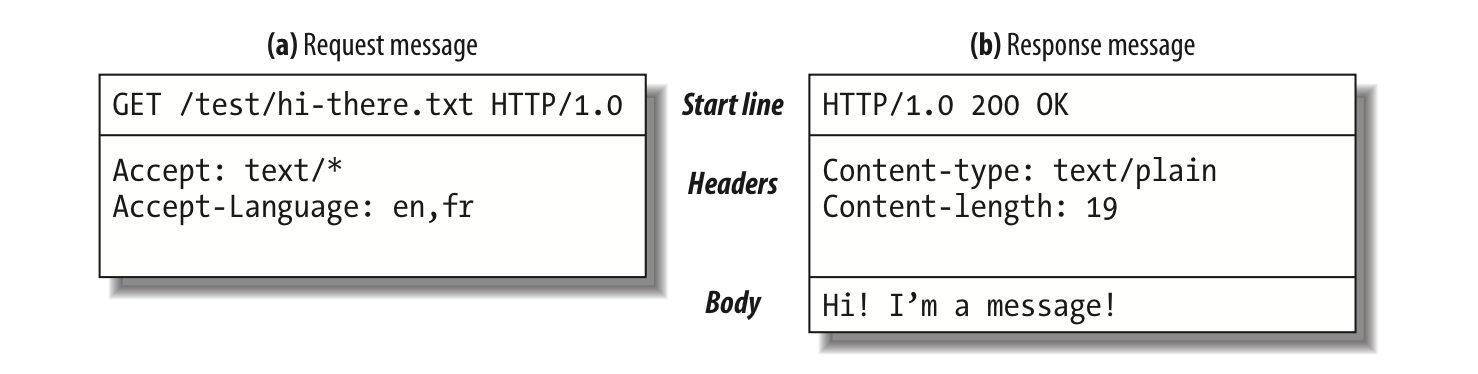 (a) Request message
GET /test/hi-there.txt HTTP/1.0
Accept: text/*
Accept-Language: en,fr
Start line
Headers
Body
(b) Response message
HTTP/1.0 200 OK
Content-type: text/plain
Content-length: 19
Hi! I’m a message!